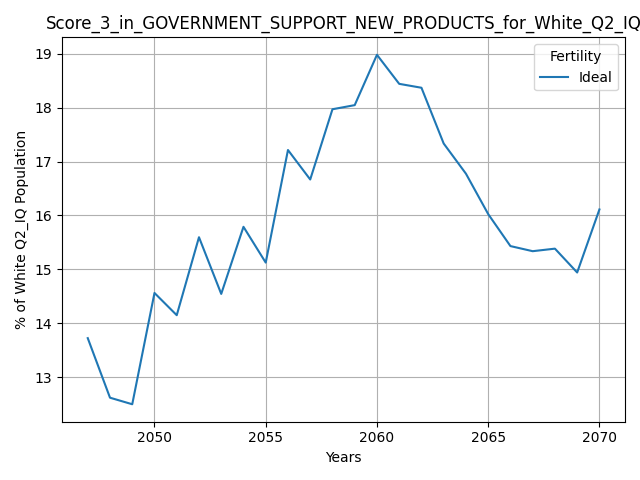 Score_3_in_GOVERNMENT_SUPPORT_NEW_PRODUCTS_for_White_Q2_IQ
Fertility
Ideal
% of White Q2_IQ Population
19
18
17
16
15
14
13
2050 2055 2060 2065 2070
Years